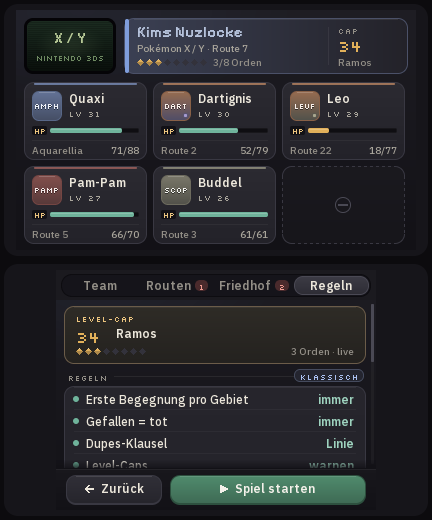 X/Y
NINTENDO 3DS
Kims Nuzlocke
Pokémon X/Y · Route 7
3/8 Orden
CAP
34
Ramos
AMPH
Quaxi
LV 31
HP
Aquarellia 71/88
DART
Dartignis
LV 30
HP
Route 2 52/79
LEUF
Leo
LV 29
HP
Route 22 18/77
PAMP
Pam-Pam
LV 27
HP
Route 5 66/70
SCOP
Buddel
LV 26
HP
Route 3 61/61
Team Routen 1 Friedhof 2 Regeln
LEVEL-CAP
34 Ramos
3 Orden · live
REGELN KLASSISCH
Erste Begegnung pro Gebiet immer
Gefallen = tot immer
Dupes-Klausel Linie
Level-Caps warnen
← Zurück ▶ Spiel starten